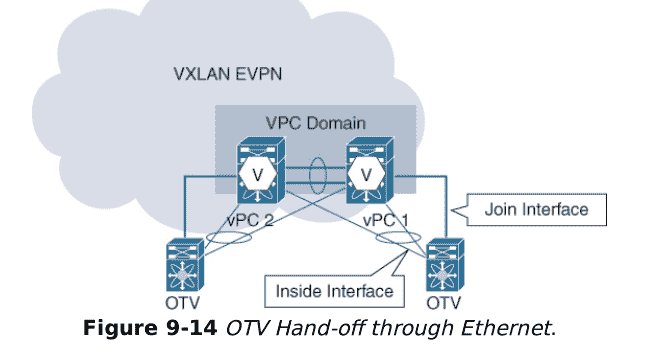 VXLAN EVPN
VPC Domain
V
V
Join Interface
vPC 2
vPC 1
Inside Interface
OTV
OTV
Figure 9-14 OTV Hand-off through Ethernet.